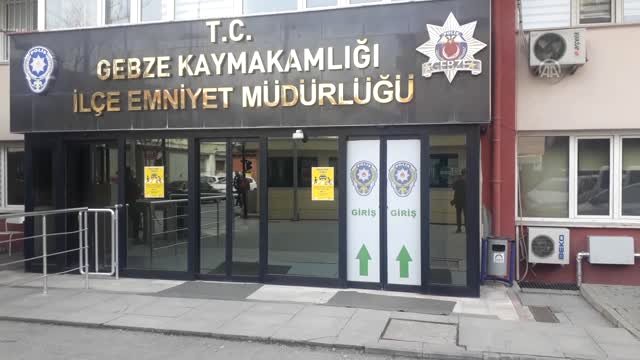 T.C.
GEBZE KAYMAKAMLIĞI
İLÇE EMNİYET MÜDÜRLÜĞÜ
GEBZE
GİRİŞ
GİRİŞ
BEKO